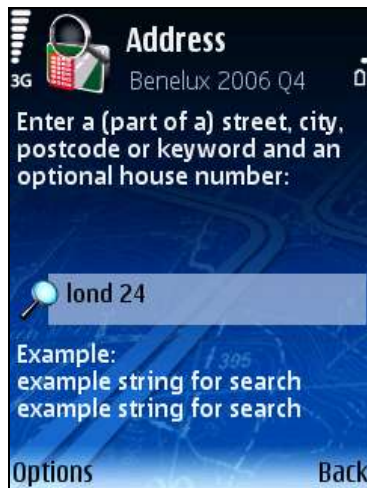 Address
3G
Benelux 2006 Q4
Enter a (part of a) street, city,
postcode or keyword and an
optional house number:
lond 24
395
Example:
example string for search
example string for search
Options
Back